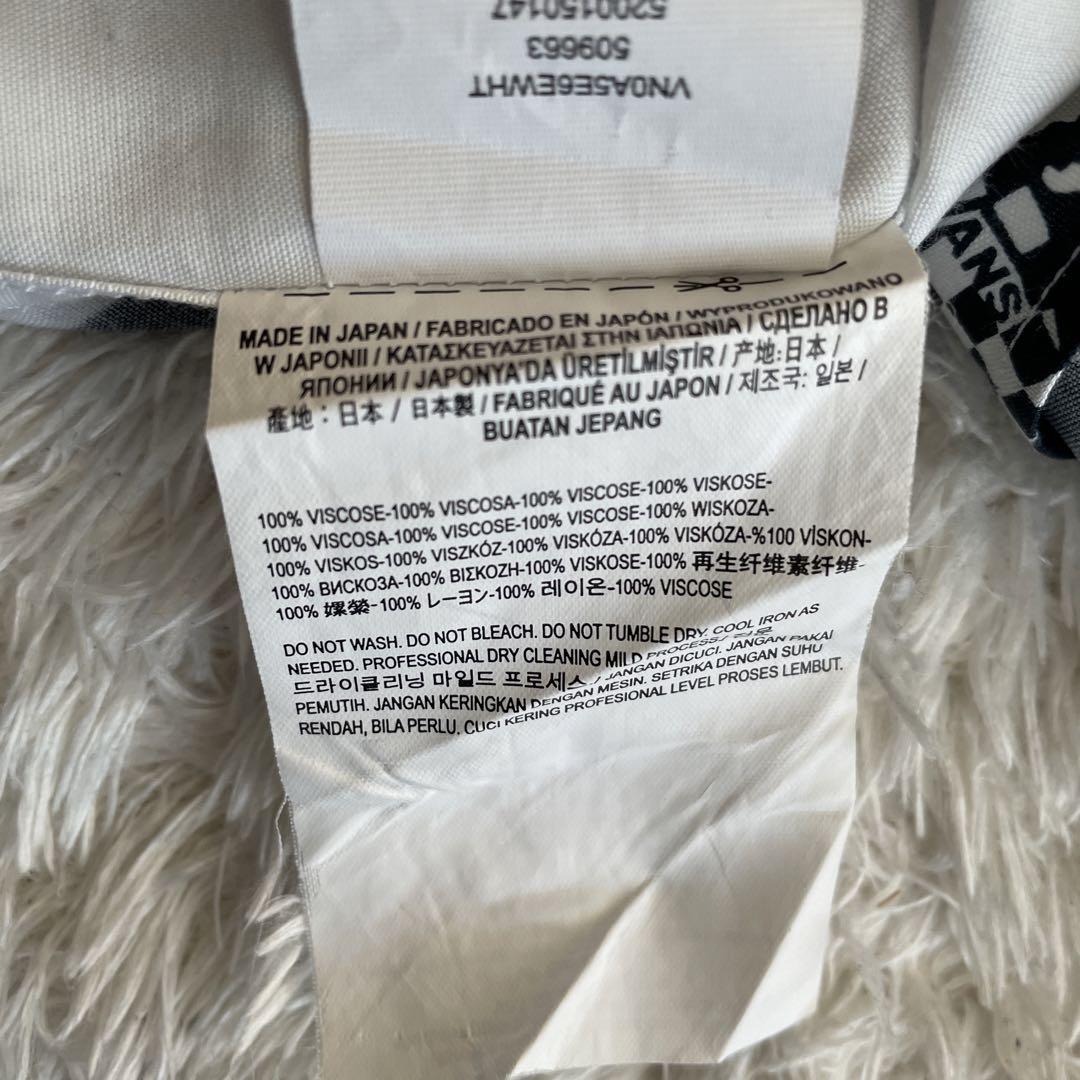 5200150147
509663
VN0A5E6EWHT
VANS
MADE IN JAPAN / FABRICADO EN JAPÓN / WYPRODUKOWANO
W JAPONII / ΚΑΤΑΣΚΕΥΑΖΕΤΑΙ ΣΤΗΝ ΙΑΠΩΝΙΑ / СДЕЛАНО В
ЯПОНИИ / JAPONYA'DA ÜRETİLMİŞTİR / 产地:日本 /
產地：日本 / 日本製 / FABRIQUÉ AU JAPON / 제조국: 일본 /
BUATAN JEPANG
100% VISCOSE-100% VISCOSA-100% VISCOSE-100% VISKOSE-
100% VISCOSA-100% VISCOSE-100% VISCOSE-100% WISKOZA-
100% VISKOS-100% VISZKÓZ-100% VISKÓZA-100% VISKÓZA-%100 VİSKON-
100% ВИСКОЗА-100% ΒΙΣΚΟΖΗ-100% VISKOSE-100% 再生纤维素纤维-
100% 嫘縈-100% レーヨン-100% 레이온-100% VISCOSE
DO NOT WASH. DO NOT BLEACH. DO NOT TUMBLE DRY. COOL IRON AS
NEEDED. PROFESSIONAL DRY CLEANING MILD PROCESS /
드라이클리닝 마일드 프로세스 / JANGAN DICUCI. JANGAN PAKAI
PEMUTIH. JANGAN KERINGKAN DENGAN MESIN. SETRIKA DENGAN SUHU
RENDAH, BILA PERLU. CUCI KERING PROFESIONAL LEVEL PROSES LEMBUT.